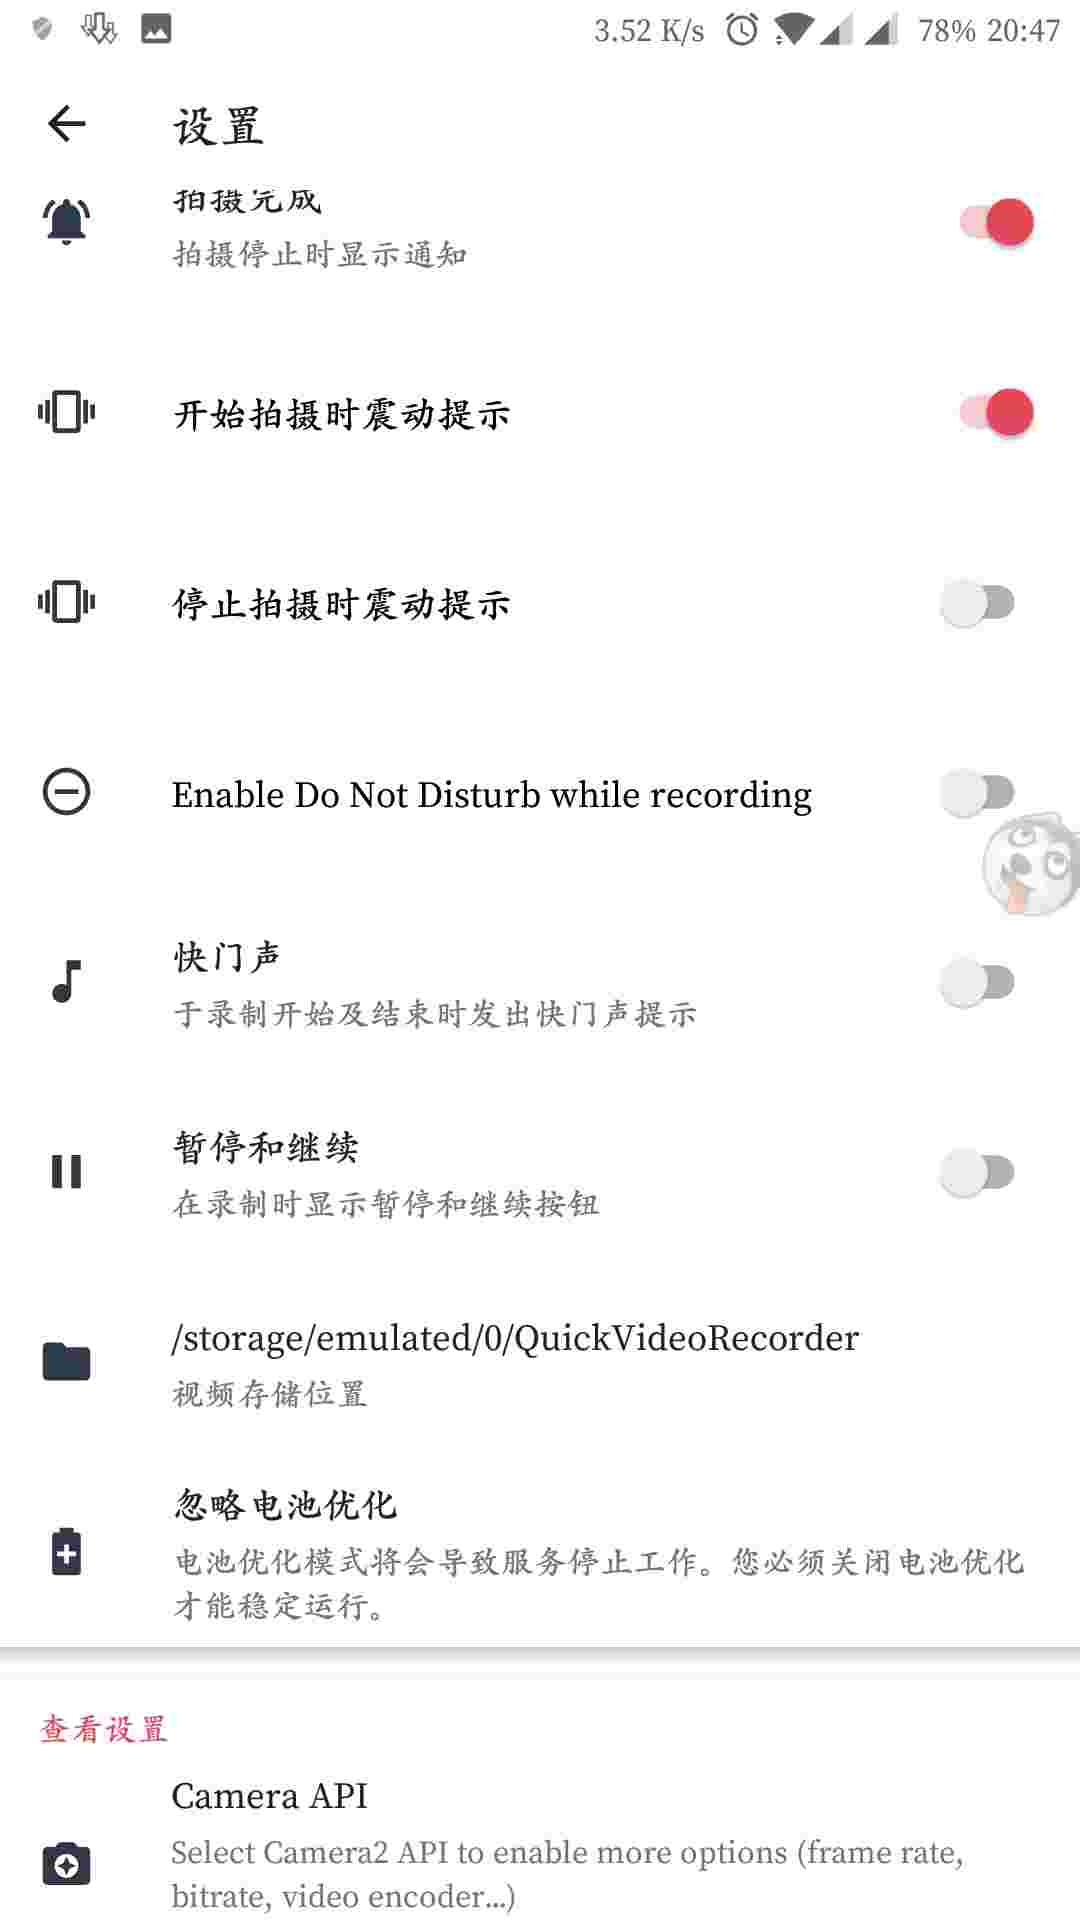 3.52 K/s 78% 20:47
设置
拍摄完成
拍摄停止时显示通知
开始拍摄时震动提示
停止拍摄时震动提示
Enable Do Not Disturb while recording
快门声
于录制开始及结束时发出快门声提示
暂停和继续
在录制时显示暂停和继续按钮
/storage/emulated/0/QuickVideoRecorder
视频存储位置
忽略电池优化
电池优化模式将会导致服务停止工作。您必须关闭电池优化
才能稳定运行。
查看设置
Camera API
Select Camera2 API to enable more options (frame rate,
bitrate, video encoder...)